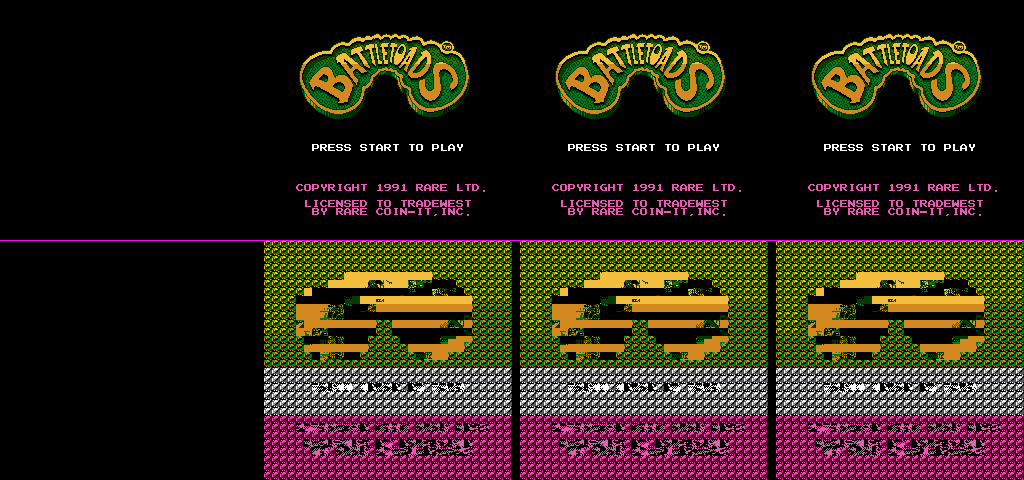 BATTLETOADS BATTLETOADS BATTLETOADS
PRESS START TO PLAY PRESS START TO PLAY PRESS START TO PLAY
COPYRIGHT 1991 RARE LTD. COPYRIGHT 1991 RARE LTD. COPYRIGHT 1991 RARE LTD.
LICENSED TO TRADEWEST LICENSED TO TRADEWEST LICENSED TO TRADEWEST
BY RARE COIN-IT,INC. BY RARE COIN-IT,INC. BY RARE COIN-IT,INC.